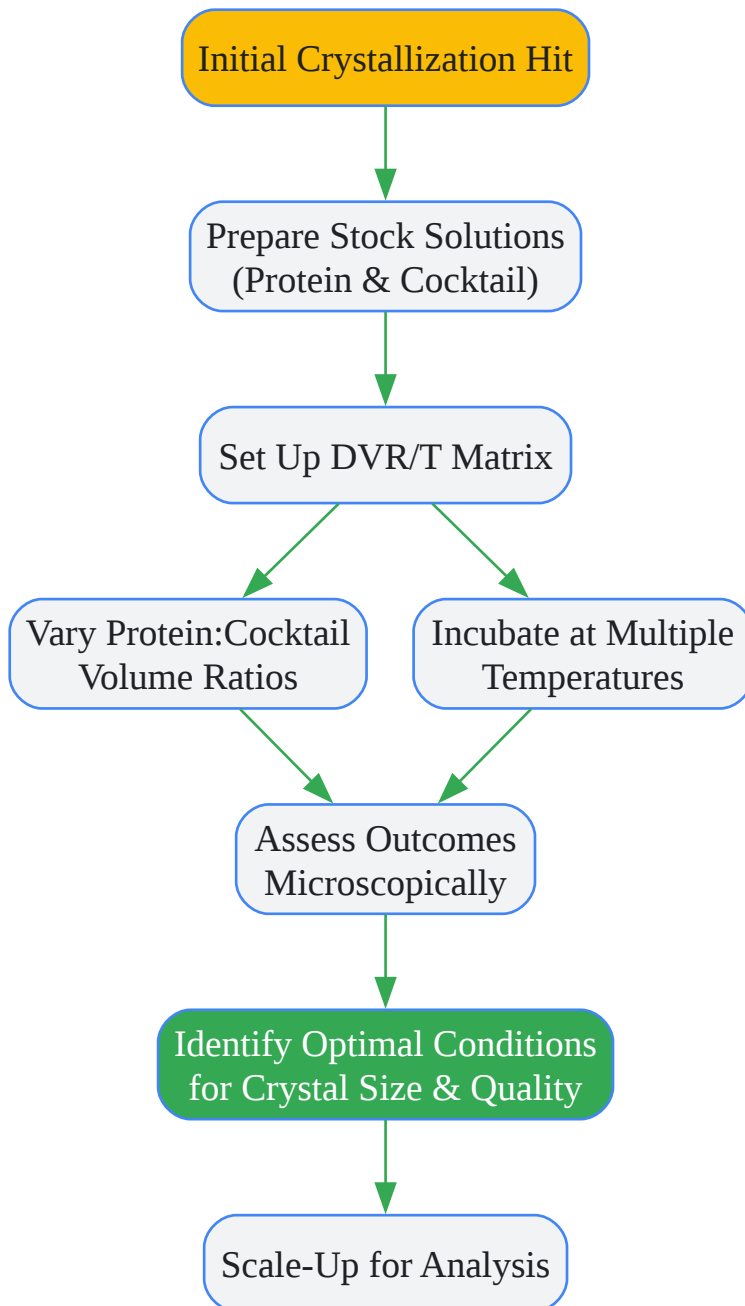 Initial Crystallization Hit
Prepare Stock Solutions
(Protein & Cocktail)
Set Up DVR/T Matrix
Vary Protein:Cocktail
Volume Ratios
Incubate at Multiple
Temperatures
Assess Outcomes
Microscopically
Identify Optimal Conditions
for Crystal Size & Quality
Scale-Up for Analysis